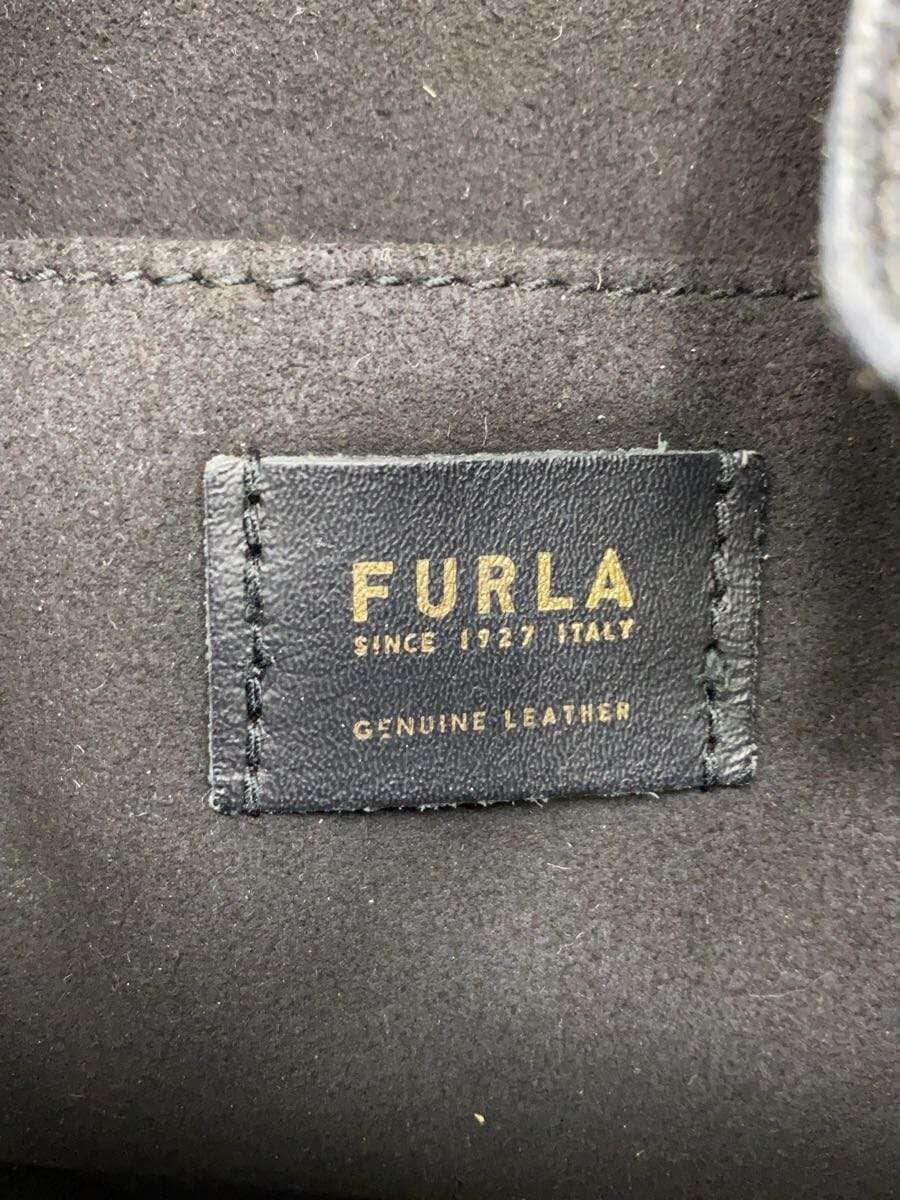 FURLA
SINCE 1927 ITALY
GENUINE LEATHER